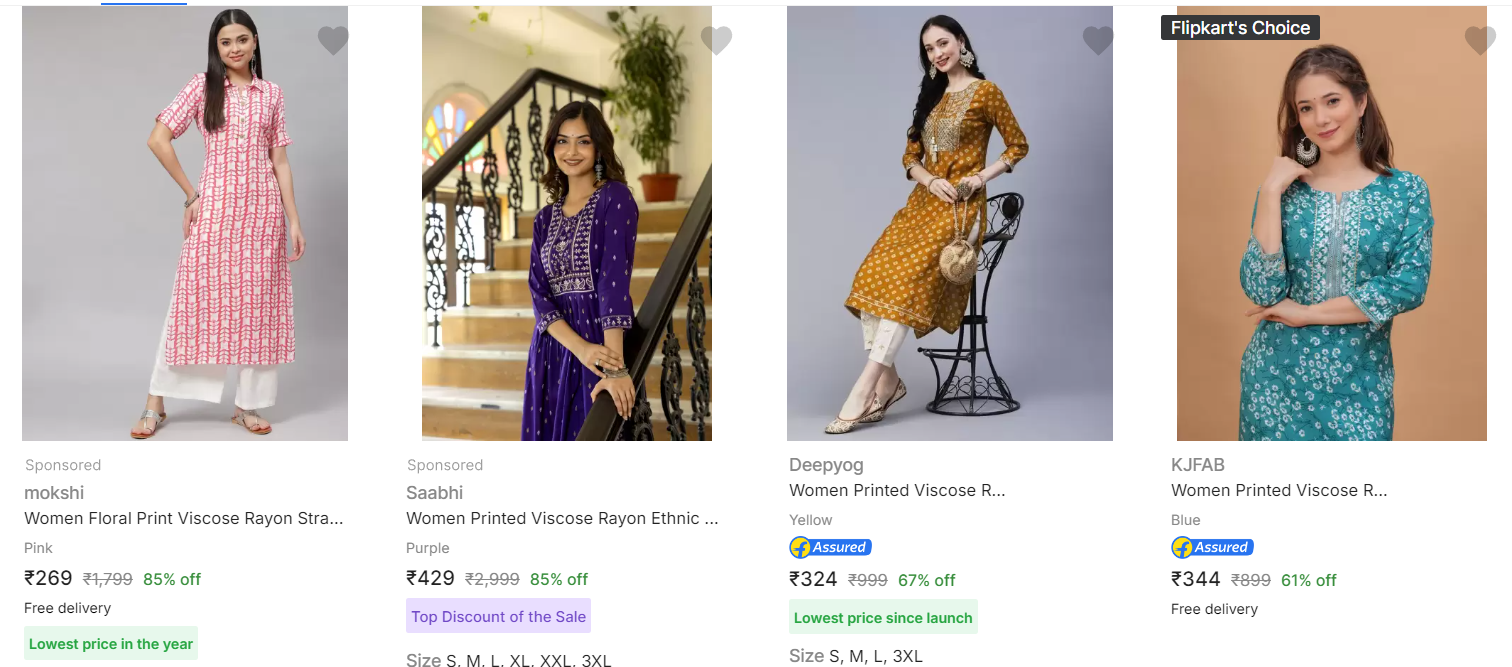 Sponsored
mokshi
Women Floral Print Viscose Rayon Stra...
Pink
₹269 ₹1,799 85% off
Free delivery
Lowest price in the year
Sponsored
Saabhi
Women Printed Viscose Rayon Ethnic ...
Purple
₹429 ₹2,999 85% off
Top Discount of the Sale
Size S, M, L, XL, XXL, 3XL
Deepyog
Women Printed Viscose R...
Yellow
Assured
₹324 ₹999 67% off
Lowest price since launch
Size S, M, L, 3XL
Flipkart's Choice
KJFAB
Women Printed Viscose R...
Blue
Assured
₹344 ₹899 61% off
Free delivery